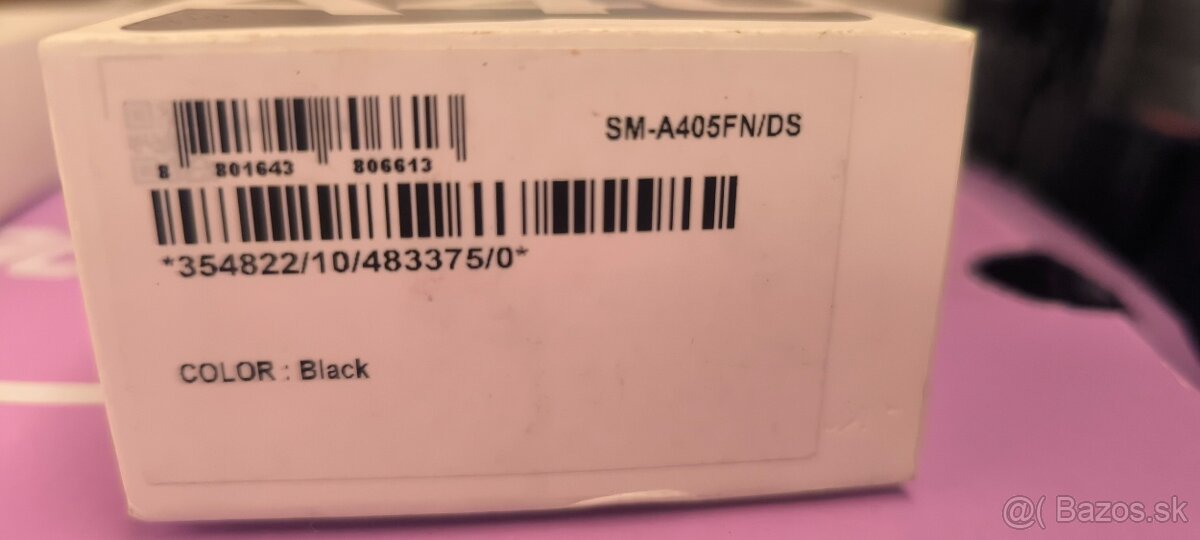 SM-A405FN/DS
8 801643 806613
*354822/10/483375/0*
COLOR : Black
@( Bazos.sk